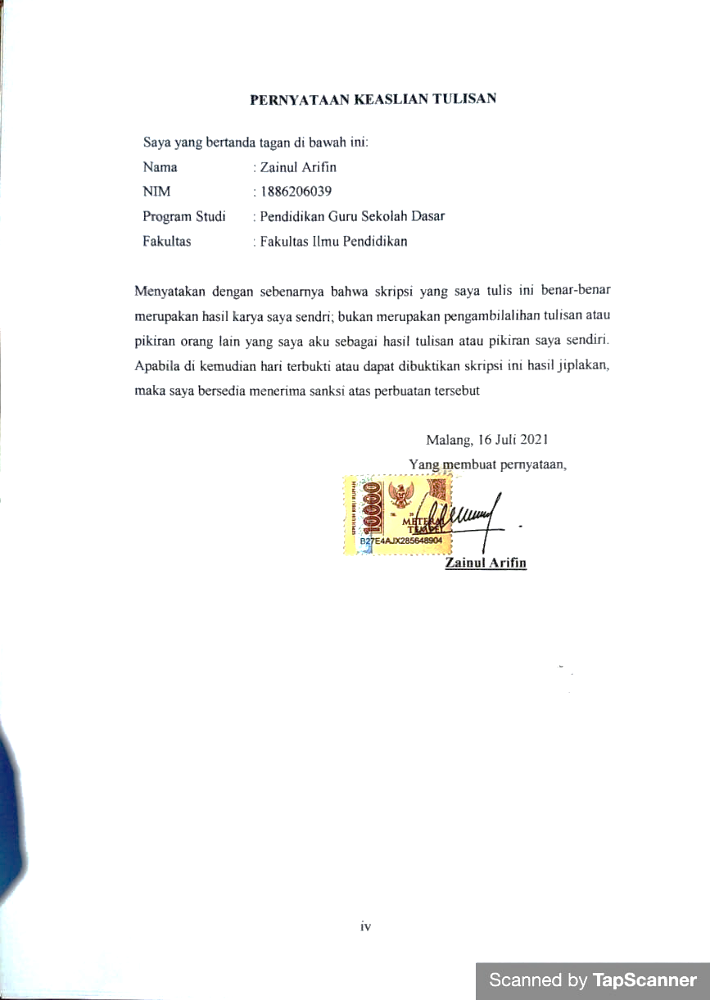 PERNYATAAN KEASLIAN TULISAN
Saya yang bertanda tagan di bawah ini:
Nama : Zainul Arifin
NIM : 1886206039
Program Studi : Pendidikan Guru Sekolah Dasar
Fakultas : Fakultas Ilmu Pendidikan
Menyatakan dengan sebenarnya bahwa skripsi yang saya tulis ini benar-benar
merupakan hasil karya saya sendri; bukan merupakan pengambilalihan tulisan atau
pikiran orang lain yang saya aku sebagai hasil tulisan atau pikiran saya sendiri.
Apabila di kemudian hari terbukti atau dapat dibuktikan skripsi ini hasil jiplakan,
maka saya bersedia menerima sanksi atas perbuatan tersebut
Malang, 16 Juli 2021
Yang membuat pernyataan,
SEPULUH RIBU RUPIAH
10000
METERAI
TEMPEL
B27E4AJX285648904
Zainul Arifin
iv
Scanned by TapScanner